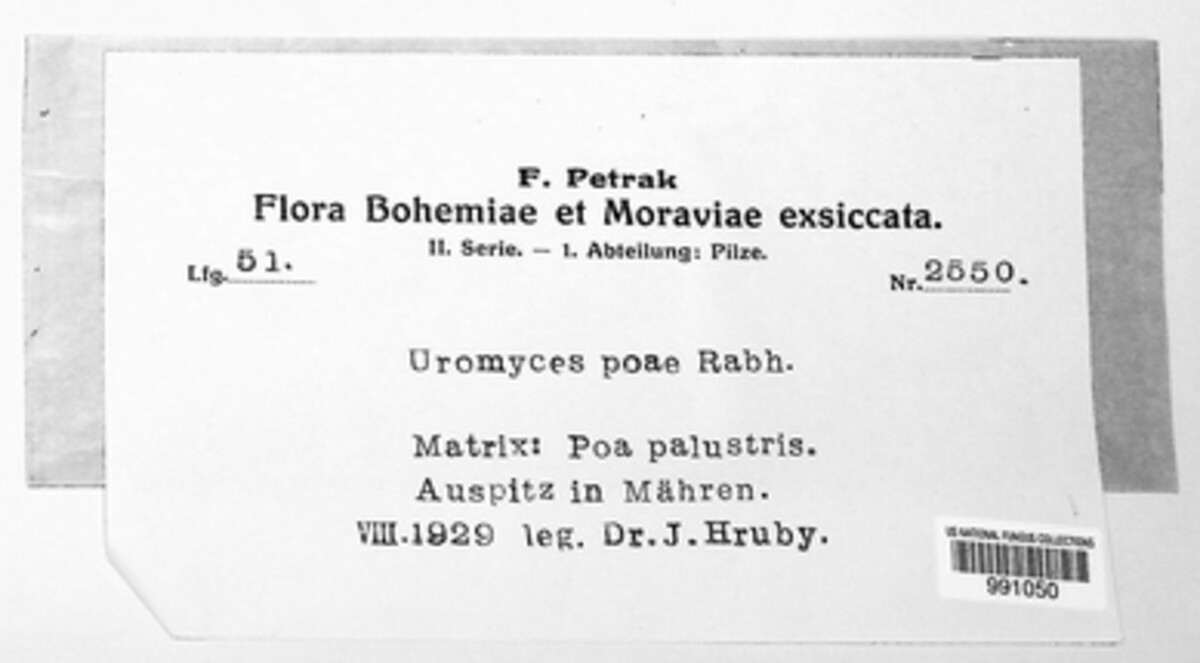 F. Petrak
Flora Bohemiae et Moraviae exsiccata.
II. Serie. — 1. Abteilung: Pilze.
Lfg. 51.
Nr. 2550.
Uromyces poae Rabh.
Matrix: Poa palustris.
Auspitz in Mähren.
VIII.1929 leg. Dr.J.Hruby.
US NATIONAL FUNGUS COLLECTIONS
991050